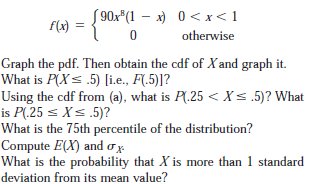 f(x) = { 90x⁸(1 − x) 0 < x < 1
0 otherwise
Graph the pdf. Then obtain the cdf of X and graph it.
What is P(X ≤ .5) [i.e., F(.5)]?
Using the cdf from (a), what is P(.25 < X ≤ .5)? What
is P(.25 ≤ X ≤ .5)?
What is the 75th percentile of the distribution?
Compute E(X) and σX.
What is the probability that X is more than 1 standard
deviation from its mean value?